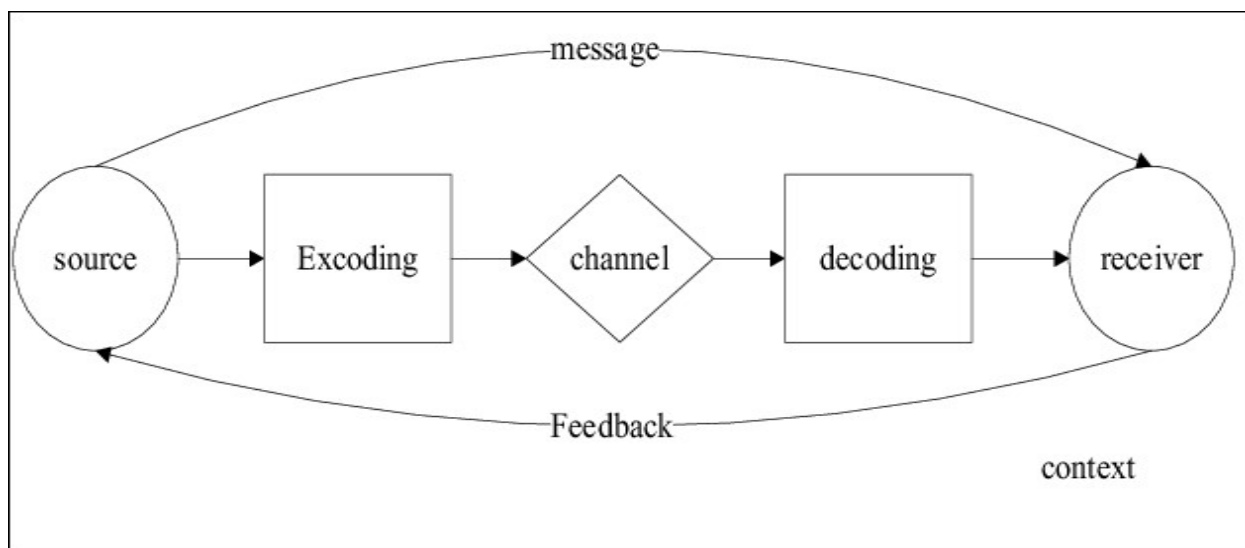 message
source
Excoding
channel
decoding
receiver
Feedback
context